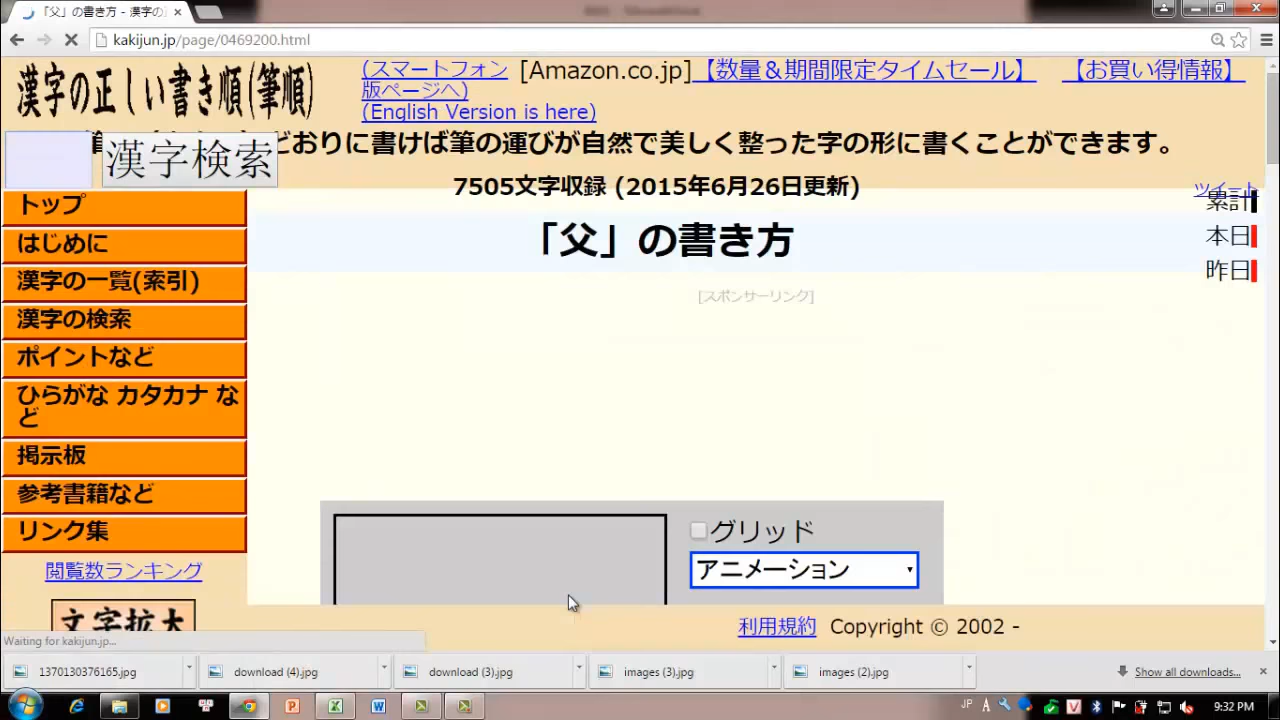 「父」の書き方 - 漢字の正
kakijun.jp/page/0469200.html
漢字の正しい書き順(筆順)
(スマートフォン版ページへ)
(English Version is here)
[Amazon.co.jp]【数量＆期間限定タイムセール】 【お買い得情報】
どおりに書けば筆の運びが自然で美しく整った字の形に書くことができます。
漢字検索
7505文字収録 (2015年6月26日更新)
ツイート
累計
本日
昨日
「父」の書き方
[スポンサーリンク]
トップ
はじめに
漢字の一覧(索引)
漢字の検索
ポイントなど
ひらがな カタカナ な
ど
掲示板
参考書籍など
リンク集
閲覧数ランキング
文字拡大
グリッド
アニメーション
利用規約 Copyright © 2002 -
Waiting for kakijun.jp...
1370130376165.jpg
download (4).jpg
download (3).jpg
images (3).jpg
images (2).jpg
Show all downloads...
JP
9:32 PM